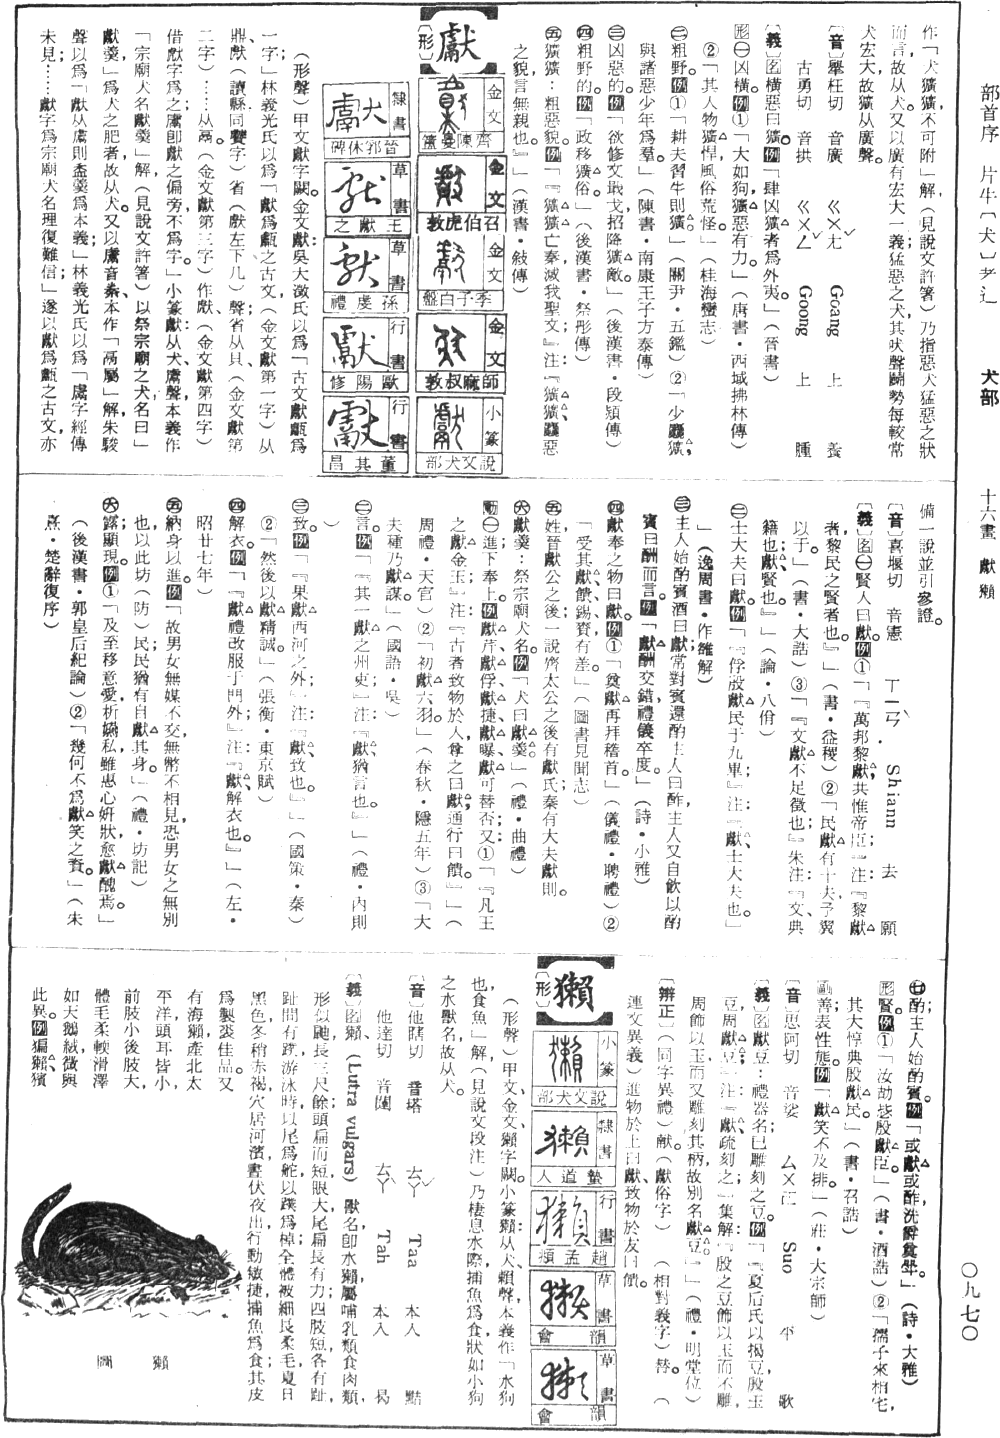 部首序 片牛(犬)歺辶 犬部 十六畫 獻 獺 〇九七〇
作「犬獷獷不可附」解,(見說文許箸)乃指惡犬猛惡之狀
而言,故从犬。又以廣有宏大一義,猛惡之犬,其吠聲鬬勢每較常
犬宏大,故獷从廣聲。
〔音〕舉枉切 音廣 ㄍㄨㄤˇ Goang 上 養
古勇切 音拱 ㄍㄨㄥˇ Goong 上 腫
〔義〕名橫惡曰獷。例「肆凶獷者爲外夷。」(晉書)
形㊀凶橫。例①「大如狗,獷惡有力。」(唐書・西域拂林傳)
②「其人物獷悍,風俗荒怪。」(桂海蠻志)
㊁粗野。例①「耕夫習牛則獷。」(關尹・五鑑)②「少麤獷,
與諸惡少年爲羣。」(陳書・南康王子方泰傳)
㊂凶惡的。例「欲修文戢戈,招降獷敵。」(後漢書・段熲傳)
㊃粗野的。例「政移獷俗。」(後漢書・祭彤傳)
㊄獷獷:粗惡貌。例「『獷獷亡秦,滅我聖文』注:『獷獷,麤惡
之貌,言無親也。』」(漢書・敍傳)
獻
〔形〕
金文 齊陳曼簠
金文 召伯虎敦
金文 季子白盤
金文 師𠭰叔敦
小篆 說文犬部
隸書 晉郭休碑
草書 王獻之
草書 孫虔禮
行書 歐陽修
行書 董其昌
(形聲)甲文獻字闕。金文獻:吳大澂氏以爲「古文獻甗爲
一字」,林義光氏以爲「獻爲甗之古文,(金文獻第一字)从
鼎獻(讀縣同瓚字)省(獻左下几)聲,省从貝、(金文獻第
二字)……从鬲。(金文獻第三字)作獻、(金文獻第四字)
借獻字爲之,鬳卽獻之偏旁,不爲字。」小篆獻:从犬,鬳聲,本義作
「宗廟犬名獻羹」解,(見說文許箸)以祭宗廟之犬名曰「
獻羹」,爲犬之肥者,故从犬。又以鬳音桊,本作「鬲屬」解,朱駿
聲以爲「獻从鬳則盉羹爲本義」;林義光氏以爲「鬳字經傳
未見……獻字爲宗廟犬名理復難信」遂以獻爲甗之古文,亦
備一說,並引參證。
〔音〕喜堰切 音憲 ㄒㄧㄢˋ Shiann 去 願
〔義〕名㊀賢人曰獻。例①「『萬邦黎獻,共惟帝臣』;注:『黎獻
者,黎民之賢者也。』」(書・益稷)②「民獻有十夫予翼
以于。」(書・大誥)③「『文獻不足徵也』;朱注:『文,典
籍也;獻,賢也。』」(論・八佾)
㊁士大夫曰獻。例「『俘殷獻民于九畢』;注:『獻,士大夫也。』
」(逸周書・作雒解)
㊂主人始酌賓酒曰獻;常對賓還酌主人曰酢,主人又自飲以酌
賓曰酬而言。例「獻酬交錯,禮儀卒度。」(詩・小雅)
㊃獻奉之物曰獻。例①「奠獻再拜稽首。」(儀禮・聘禮)②
「受其獻餽,錫賚有差。」(圖書見聞志)
㊄姓,晉獻公之後;一說齊太公之後有獻氏,秦有大夫獻則。
㊅獻羹:祭宗廟犬名。例「犬曰獻羹。」(禮・曲禮)
動㊀進;下奉上。例獻芹、獻俘、獻捷、獻曝、獻可替否;又①「『凡王
之獻金玉』注:『古者致物於人,尊之曰獻,通行曰饋。』」(
周禮・天官)②「初獻六羽。」(春秋・隱五年)③「大
夫種乃獻謀。」(國語・吳)
㊁言。例「『其一獻之州史』;注:『獻,猶言也。』」(禮・內則
)
㊂致。例①「『果獻西河之外』;注:『獻,致也。』」(國策・秦)
②「然後以獻精誠。」(張衡・東京賦)
㊃解衣。例「『獻禮改服于門外』;注:『獻,解衣也。』」(左・
昭廿七年)
㊄納身以進。例「故男女無媒不交,無幣不相見,恐男女之無別
也,以此坊(防)民,民猶有自獻其身。」(禮・坊記)
㊅露顯現。例①「及至移意愛,析嬿私,雖惠心妍狀,愈獻醜焉。」
(後漢書・郭皇后紀論)②「幾何不爲獻笑之資。」(朱
熹・楚辭復序)
㊆酌;主人始酌賓。例「或獻或酢,洗爵奠斝。」(詩・大雅)
形賢。例①「汝劼毖殷獻臣。」(書・酒誥)②「孺子來相宅,
其大惇典殷獻民。」(書・召誥)
副善;表性態。例「獻笑不及排。」(莊・大宗師)
〔音〕思阿切 音娑 ㄙㄨㄛ Suo 平 歌
〔義〕名獻豆:禮器名;已雕刻之豆。例「『夏后氏以楬豆,殷玉
豆,周獻豆』;注:『獻,疏刻之。』集解:『殷之豆飾以玉而不雕,
周飾以玉而又雕刻其柄,故別名獻豆。』」(禮・明堂位)
〔辨正〕(同字異禮)献。(獻俗字) (相對義字)替。 (
連文異義)進物於上曰獻,致物於友曰饋。
獺
〔形〕
小篆 說文犬部
隸書 蟄道人
行書 趙孟頫
草書 韻會
草書 韻會
(形聲)甲文、金文獺字闕。小篆獺:从犬,賴聲,本義作「水狗
也,食魚」解,(見說文段注)乃棲息水際,捕魚爲食,狀如小狗
之水獸名,故从犬。
〔音〕他瞎切 音塔 ㄊㄚˇ Taa 本入 黠
他達切 音闥 ㄊㄚˋ Tah 本入 曷
〔義〕名獺(Lutra vulgars)獸名,卽水獺,屬哺乳類食肉類,
形似鼬,長三尺餘,頭扁而短,眼大尾扁長有力,四肢短,各有趾,
趾間有蹼,游泳時以尾爲舵,以蹼爲棹,全體被細長柔毛,夏日
黑色,冬稍赤褐,穴居河濱,晝伏夜出,行動敏捷,捕魚爲食;其皮
爲製裘佳品。又
有海獺,產北太
平洋,頭耳皆小,
前肢小,後肢大,
體毛柔軟滑澤
如天鵝絨,微與
此異。例猵獺、獱
獺 圖